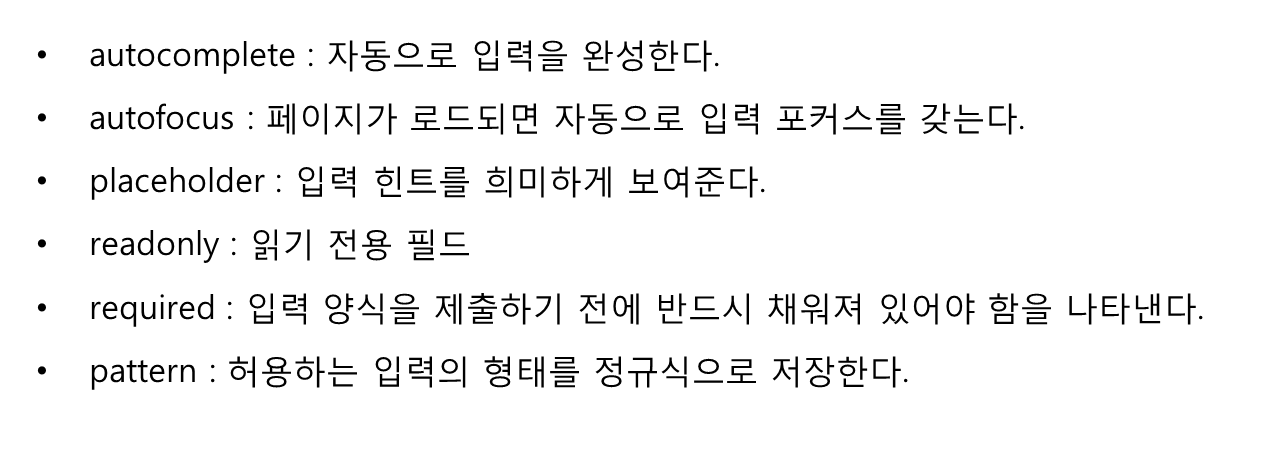 • autocomplete : 자동으로 입력을 완성한다.
• autofocus : 페이지가 로드되면 자동으로 입력 포커스를 갖는다.
• placeholder : 입력 힌트를 희미하게 보여준다.
• readonly : 읽기 전용 필드
• required : 입력 양식을 제출하기 전에 반드시 채워져 있어야 함을 나타낸다.
• pattern : 허용하는 입력의 형태를 정규식으로 저장한다.